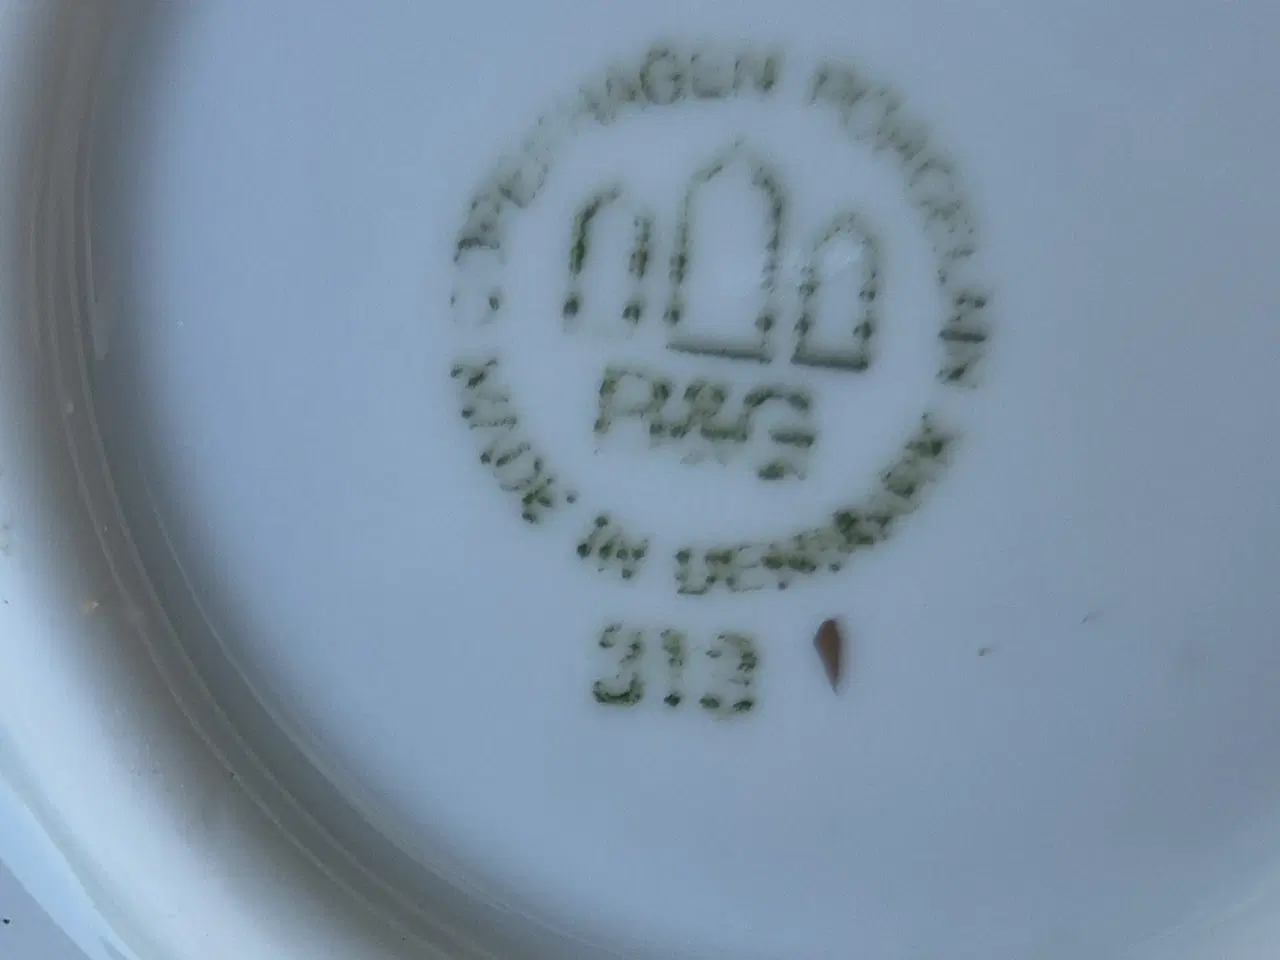 COPENHAGEN PORCELAIN
MADE IN DENMARK
B&G
313